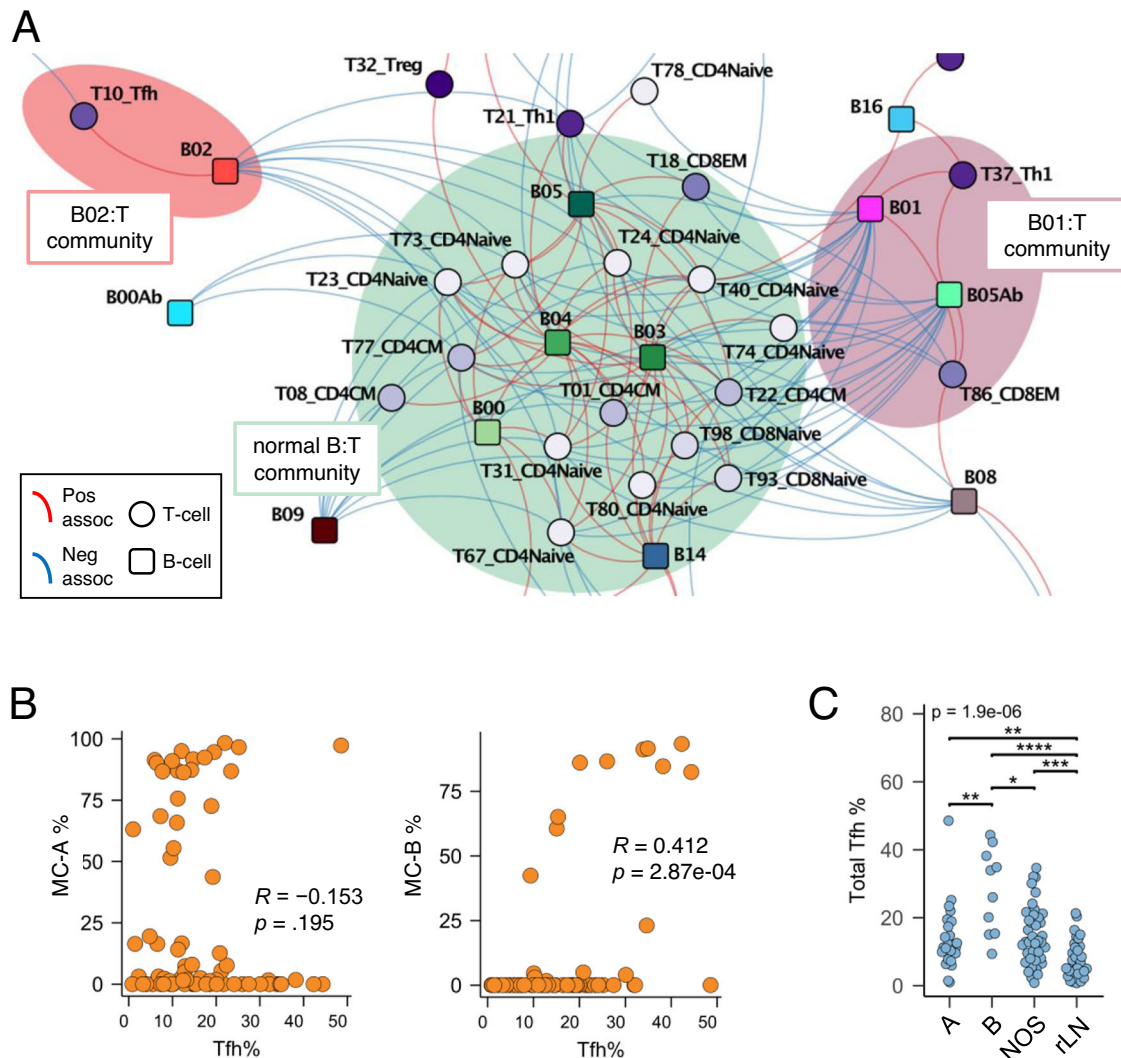 A
T10_Tfh
B02
B02:T
community
T32_Treg
T78_CD4Naive
T21_Th1
B16
T18_CD8EM
T37_Th1
B05
B01
B01:T
community
T73_CD4Naive
T24_CD4Naive
T23_CD4Naive
T40_CD4Naive
B00Ab
B05Ab
B04
B03
T77_CD4CM
T74_CD4Naive
T08_CD4CM
T01_CD4CM
T22_CD4CM
T86_CD8EM
B00
normal B:T
community
T98_CD8Naive
T31_CD4Naive
T93_CD8Naive
B08
T80_CD4Naive
B09
T67_CD4Naive
B14
Pos
assoc
T-cell
Neg
assoc
B-cell
B
MC-A %
100
75
50
25
0
R = −0.153
p = .195
0 10 20 30 40 50
Tfh%
MC-B %
75
50
25
0
R = 0.412
p = 2.87e-04
0 10 20 30 40 50
Tfh%
C
Total Tfh %
80
60
40
20
0
p = 1.9e-06
**
****
***
*
**
A
B
NOS
rLN